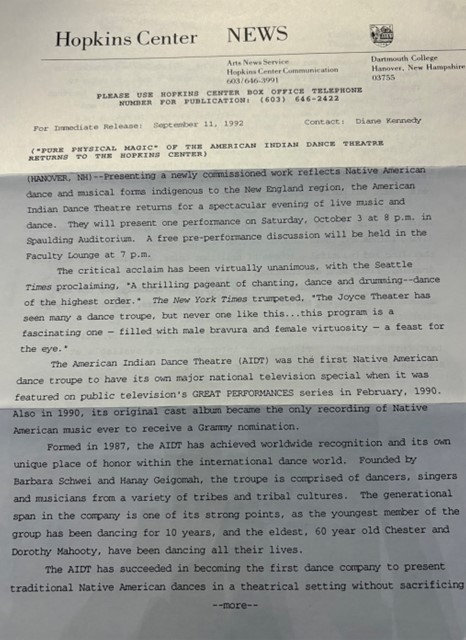 Hopkins Center NEWS
Arts News Service
Hopkins Center Communication
603/646-3991
Dartmouth College
Hanover, New Hampshire
03755
PLEASE USE HOPKINS CENTER BOX OFFICE TELEPHONE
NUMBER FOR PUBLICATION: (603) 646-2422
For Immediate Release: September 11, 1992 Contact: Diane Kennedy
("PURE PHYSICAL MAGIC" OF THE AMERICAN INDIAN DANCE THEATRE
RETURNS TO THE HOPKINS CENTER)
(HANOVER, NH)--Presenting a newly commissioned work reflects Native American
dance and musical forms indigenous to the New England region, the American
Indian Dance Theatre returns for a spectacular evening of live music and
dance. They will present one performance on Saturday, October 3 at 8 p.m. in
Spaulding Auditorium. A free pre-performance discussion will be held in the
Faculty Lounge at 7 p.m.
The critical acclaim has been virtually unanimous, with the Seattle
Times proclaiming, "A thrilling pageant of chanting, dance and drumming--dance
of the highest order." The New York Times trumpeted, "The Joyce Theater has
seen many a dance troupe, but never one like this...this program is a
fascinating one — filled with male bravura and female virtuosity — a feast for
the eye."
The American Indian Dance Theatre (AIDT) was the first Native American
dance troupe to have its own major national television special when it was
featured on public television's GREAT PERFORMANCES series in February, 1990.
Also in 1990, its original cast album became the only recording of Native
American music ever to receive a Grammy nomination.
Formed in 1987, the AIDT has achieved worldwide recognition and its own
unique place of honor within the international dance world. Founded by
Barbara Schwei and Hanay Geigomah, the troupe is comprised of dancers, singers
and musicians from a variety of tribes and tribal cultures. The generational
span in the company is one of its strong points, as the youngest member of the
group has been dancing for 10 years, and the eldest, 60 year old Chester and
Dorothy Mahooty, have been dancing all their lives.
The AIDT has succeeded in becoming the first dance company to present
traditional Native American dances in a theatrical setting without sacrificing
--more--